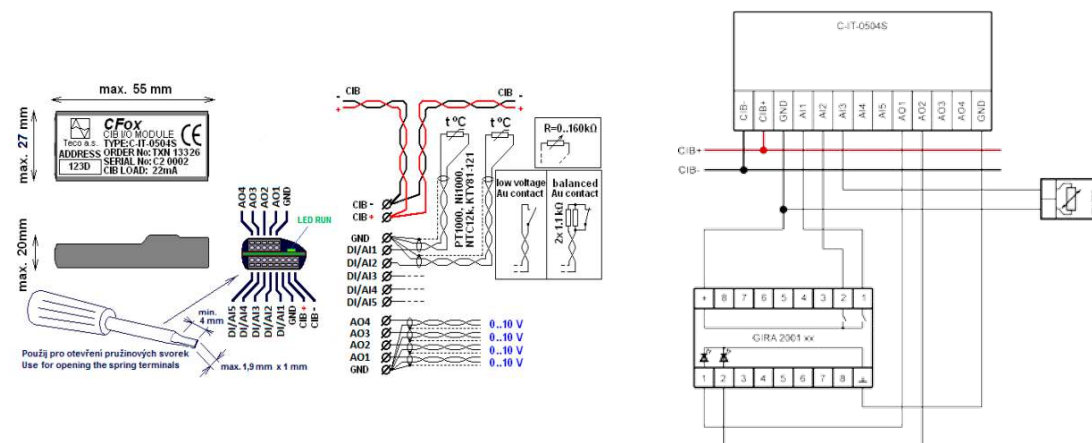 max. 55 mm
max. 27 mm
CFox
CIB I/O MODULE
Teco a.s.
TYPE:C-IT-0504S
ADDRESS
ORDER No: TXN 13326
123D
SERIAL No: C2 0002
CIB LOAD: 22mA
CE
max. 20mm
AO4
AO3
AO2
AO1
GND
LED RUN
DI/AI5
DI/AI4
DI/AI3
DI/AI2
DI/AI1
GND
CIB +
CIB -
min.
4 mm
Použij pro otevření pružinových svorek
Use for opening the spring terminals
max. 1,9 mm x 1 mm
- CIB
+
CIB -
+
t ºC
t ºC
R=0..160kΩ
PT1000, Ni1000,
NTC12k, KTY81-121
low voltage
Au contact
balanced
Au contact
2x 1,1 kΩ
CIB -
CIB +
GND
DI/AI1
DI/AI2
DI/AI3
DI/AI4
DI/AI5
AO4
AO3
AO2
AO1
GND
0..10 V
0..10 V
0..10 V
0..10 V
C-IT-0504S
CIB-
CIB+
GND
AI1
AI2
AI3
AI4
AI5
AO1
AO2
AO3
AO4
GND
CIB+
CIB-
+ 8 7 6 5 4 3 2 1
GIRA 2001 xx
1 2 3 4 5 6 7 8